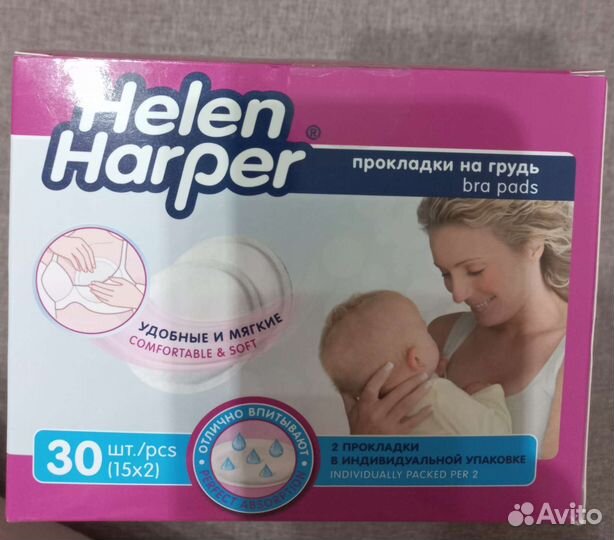 Helen
Harper®
прокладки на грудь
bra pads
УДОБНЫЕ И МЯГКИЕ
COMFORTABLE & SOFT
30 шт./pcs
(15x2)
ОТЛИЧНО ВПИТЫВАЮТ
PERFECT ABSORPTION
2 ПРОКЛАДКИ
В ИНДИВИДУАЛЬНОЙ УПАКОВКЕ
INDIVIDUALLY PACKED PER 2
Avito